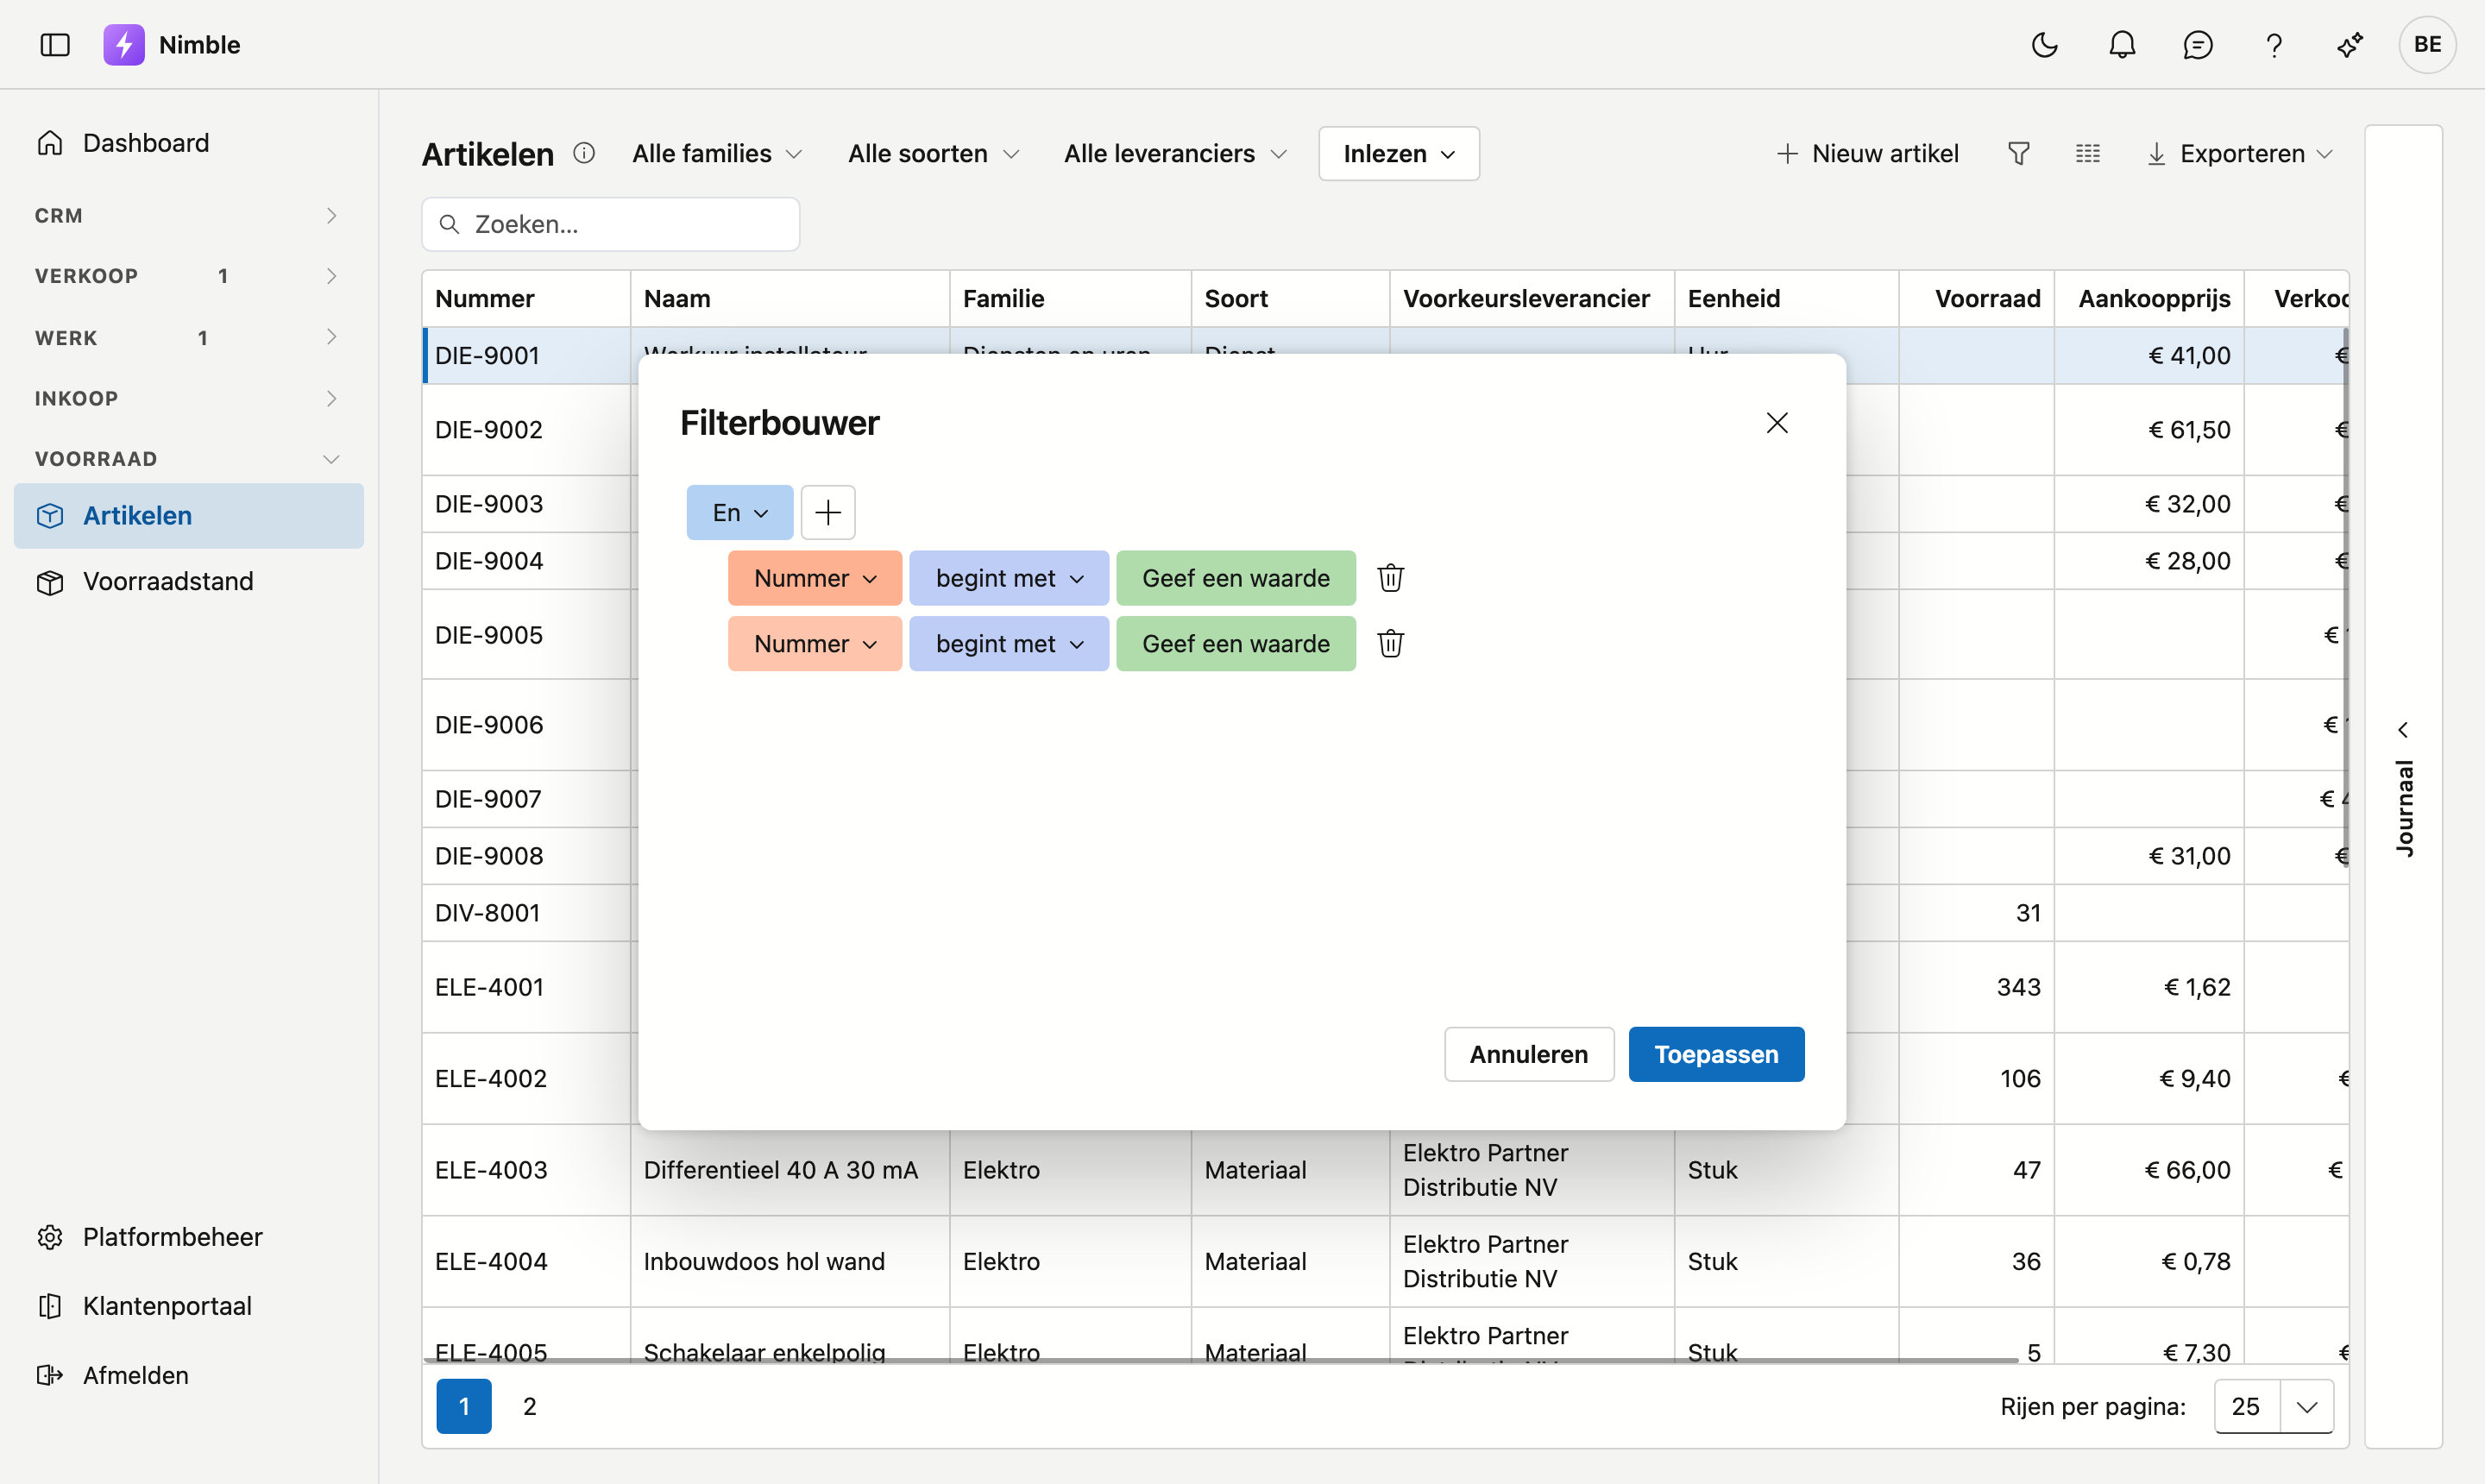 Nimble
BE
Dashboard
CRM
VERKOOP 1
WERK 1
INKOOP
VOORRAAD
Artikelen
Voorraadstand
Platformbeheer
Klantenportaal
Afmelden
Artikelen Alle families Alle soorten Alle leveranciers Inlezen Nieuw artikel Exporteren
Zoeken...
Nummer Naam Familie Soort Voorkeursleverancier Eenheid Voorraad Aankoopprijs
DIE-9001 € 41,00 €
DIE-9002 € 61,50 €
DIE-9003 € 32,00 €
DIE-9004 € 28,00 €
DIE-9005 €
DIE-9006 €
DIE-9007 €
DIE-9008 € 31,00 €
DIV-8001 31
ELE-4001 343 € 1,62
ELE-4002 106 € 9,40 €
Filterbouwer
En
Nummer begint met Geef een waarde
Nummer begint met Geef een waarde
Annuleren Toepassen
ELE-4003 Differentieel 40 A 30 mA Elektro Materiaal Elektro Partner Distributie NV Stuk 47 € 66,00 €
ELE-4004 Inbouwdoos hol wand Elektro Materiaal Elektro Partner Distributie NV Stuk 36 € 0,78
ELE-4005 Schakelaar enkelpolig Elektro Materiaal Elektro Partner Stuk 5 € 7,30 €
1 2
Rijen per pagina: 25
Journaal